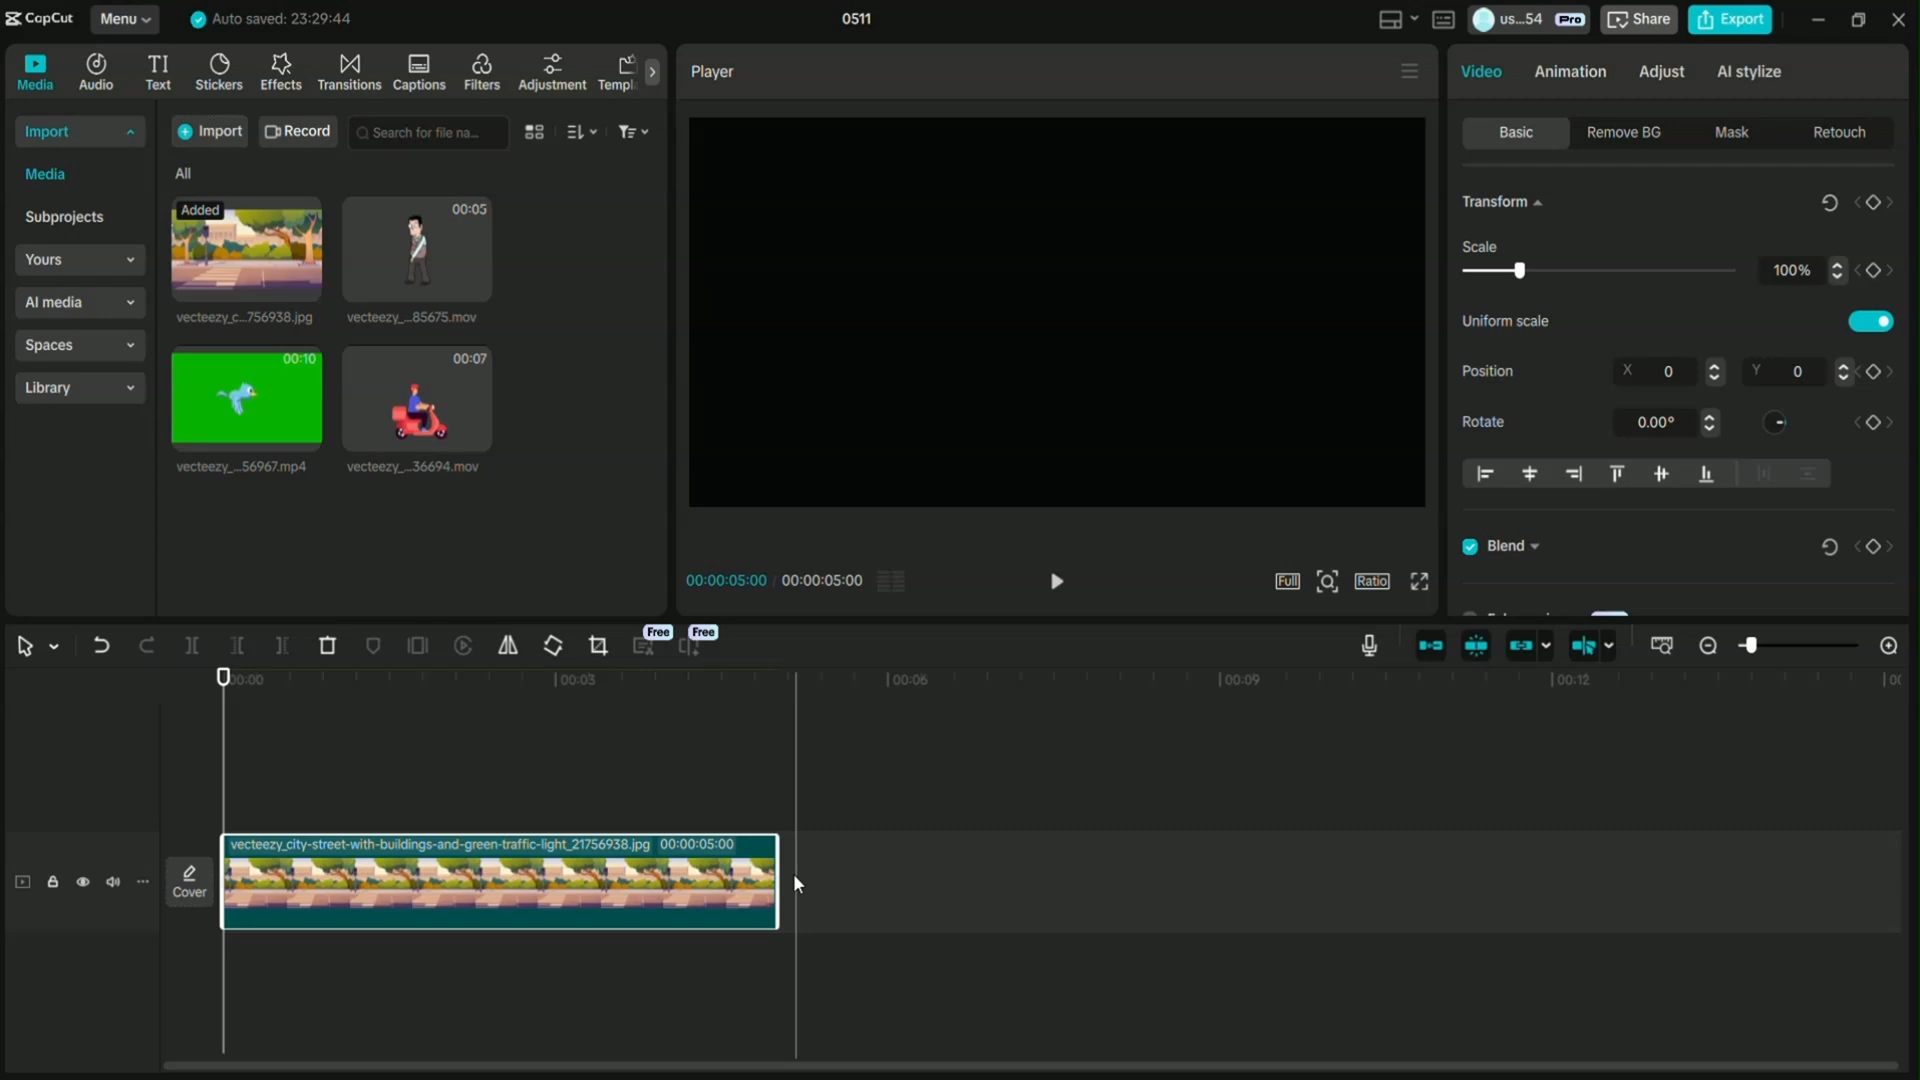 CapCut
Menu
Auto saved: 23:29:44
0511
us...54
Pro
Share
Export
Media
Audio
Text
Stickers
Effects
Transitions
Captions
Filters
Adjustment
Templ
Player
Video
Animation
Adjust
AI stylize
Import
Media
Subprojects
Yours
AI media
Spaces
Library
Import
Record
Search for file na...
All
Added
00:05
vecteezy_c...756938.jpg
vecteezy_...85675.mov
00:10
00:07
vecteezy_...56967.mp4
vecteezy_...36694.mov
00:00:05:00 / 00:00:05:00
Full
Ratio
Basic
Remove BG
Mask
Retouch
Transform
Scale
100%
Uniform scale
Position
X 0
Y 0
Rotate
0.00°
Blend
Free
Free
00:00
00:03
00:06
00:09
00:12
vecteezy_city-street-with-buildings-and-green-traffic-light_21756938.jpg 00:00:05:00
Cover